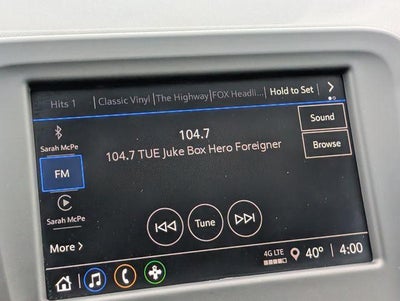 Hits 1 | Classic Vinyl | The Highway | FOX Headli... Hold to Set
Sarah McPe
FM
Sarah McPe
More
104.7
104.7 TUE Juke Box Hero Foreigner
Sound
Browse
Tune
4G LTE
40°
4:00